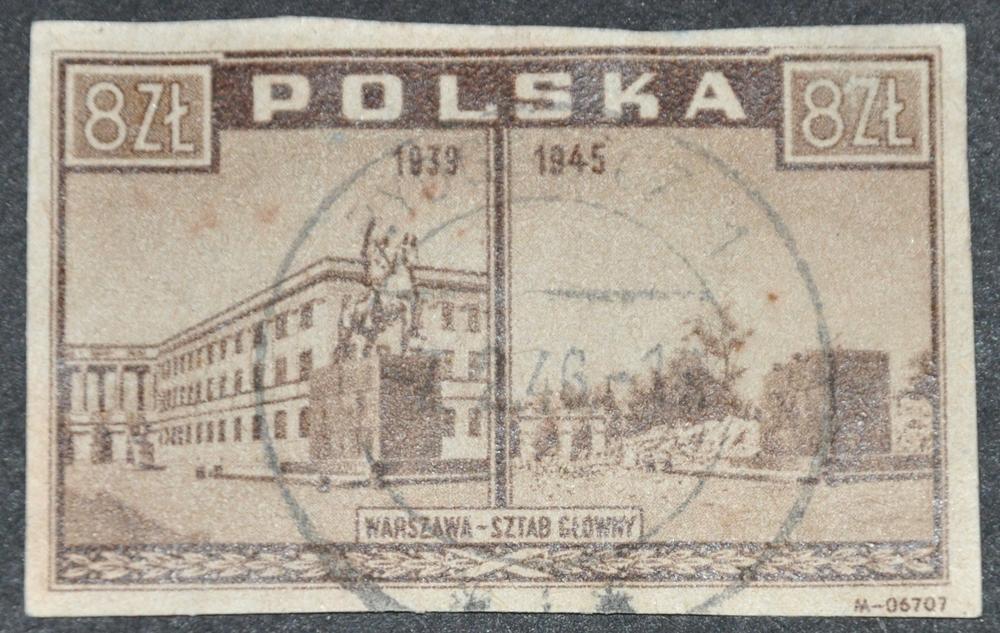 8ZŁ POLSKA 8ZŁ
1939 1945
WARSZAWA - SZTAB GŁÓWNY
M-06707